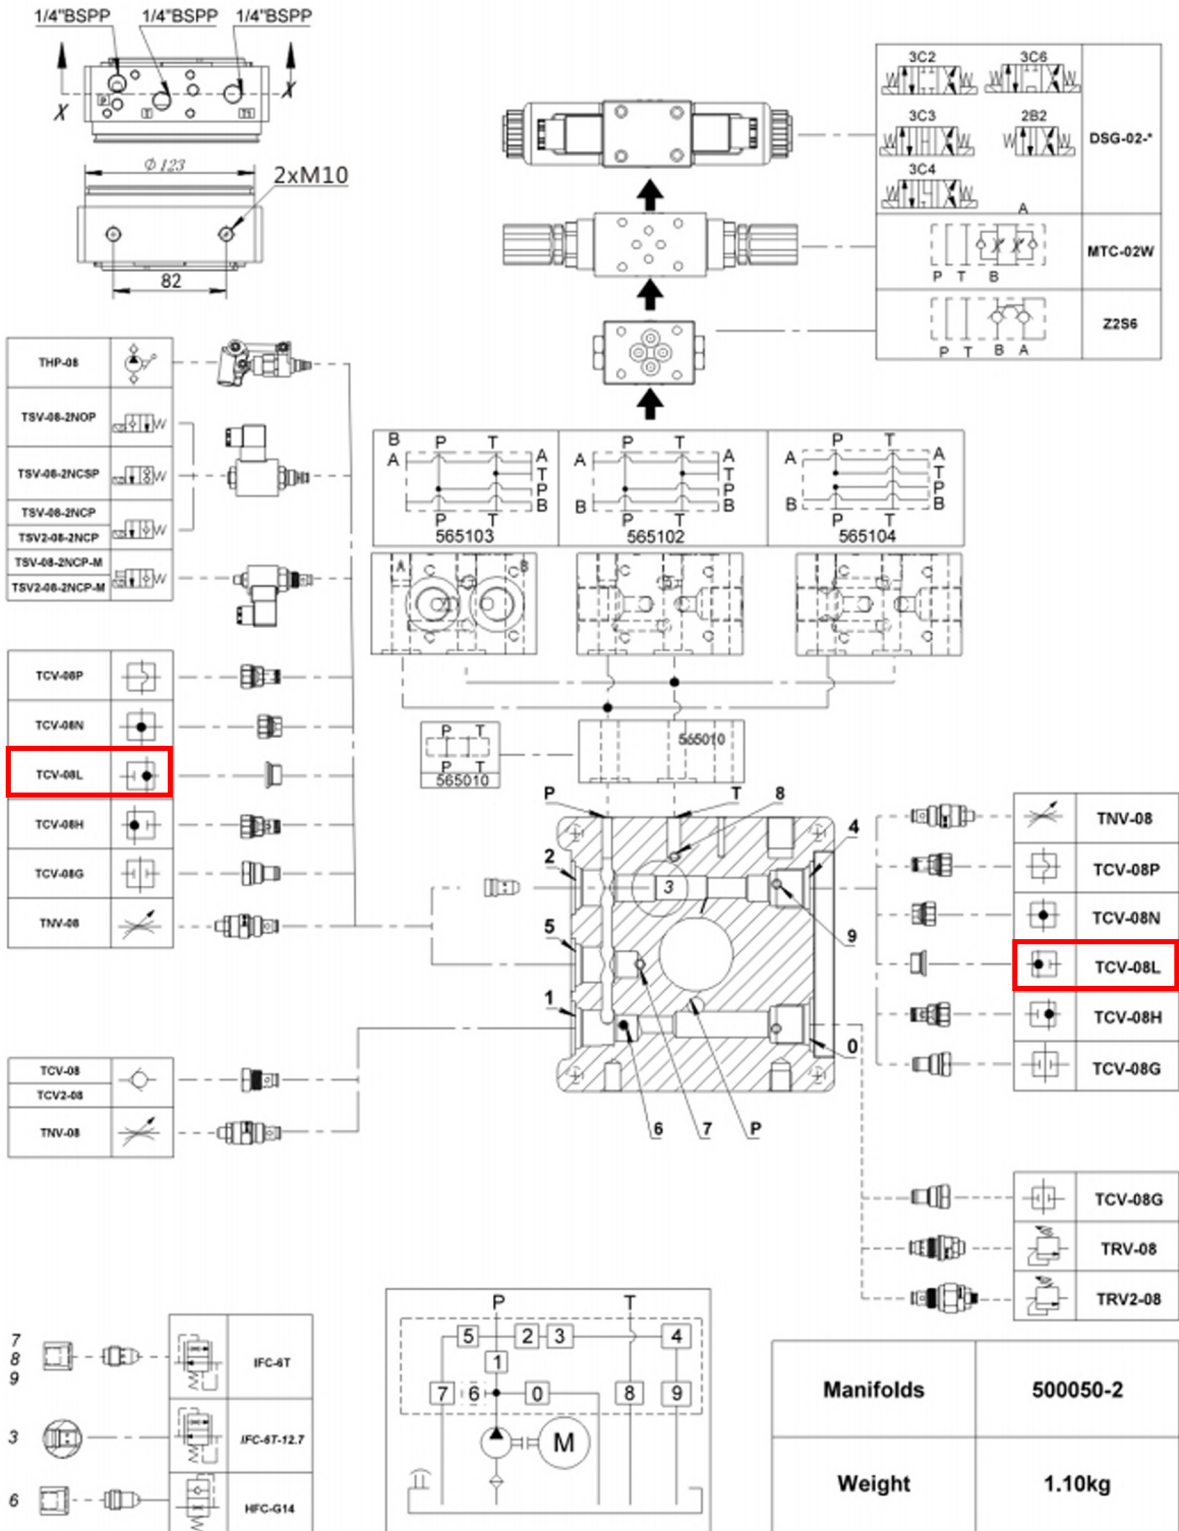 1/4"BSPP 1/4"BSPP 1/4"BSPP
X X
P T T1
Φ 123
2xM10
82
3C2 3C6
3C3 2B2
3C4
DSG-02-*
A
MTC-02W
P T B
Z2S6
P T B A
THP-08
TSV-08-2NOP
TSV-08-2NCSP
TSV-08-2NCP
TSV2-08-2NCP
TSV-08-2NCP-M
TSV2-08-2NCP-M
B P T A
A T
P
B
P T
565103
P T
A A
T
P
B B
P T
565102
P T
A A
T
P
B B
P T
565104
A B
TCV-08P
TCV-08N
TCV-08L
TCV-08H
TCV-08G
TNV-08
P T
565010
565010
P T 8
2 4
3
5 9
1
0
6 7 P
TNV-08
TCV-08P
TCV-08N
TCV-08L
TCV-08H
TCV-08G
TCV-08
TCV2-08
TNV-08
TCV-08G
TRV-08
TRV2-08
7
8
9
IFC-6T
3
IFC-6T-12.7
6
HFC-G14
P T
5 2 3 4
1
7 6 0 8 9
M
Manifolds 500050-2
Weight 1.10kg